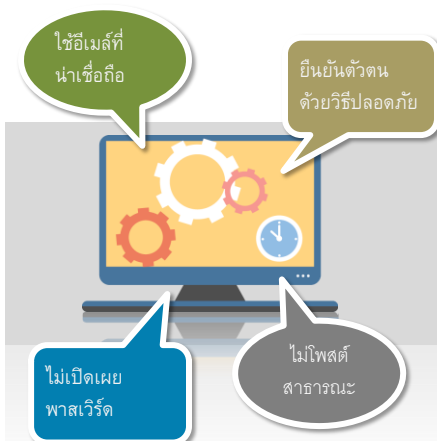 ใช้อีเมล์ที่
น่าเชื่อถือ
ยืนยันตัวตน
ด้วยวิธีปลอดภัย
ไม่เปิดเผย
พาสเวิร์ด
ไม่โพสต์
สาธารณะ